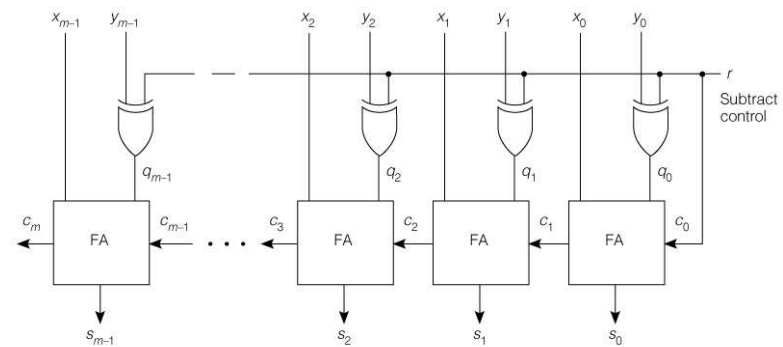 x_{m–1} y_{m–1} x_2 y_2 x_1 y_1 x_0 y_0
r
Subtract
control
q_{m–1} q_2 q_1 q_0
c_m FA c_{m–1} c_3 FA c_2 FA c_1 FA c_0
s_{m–1} s_2 s_1 s_0